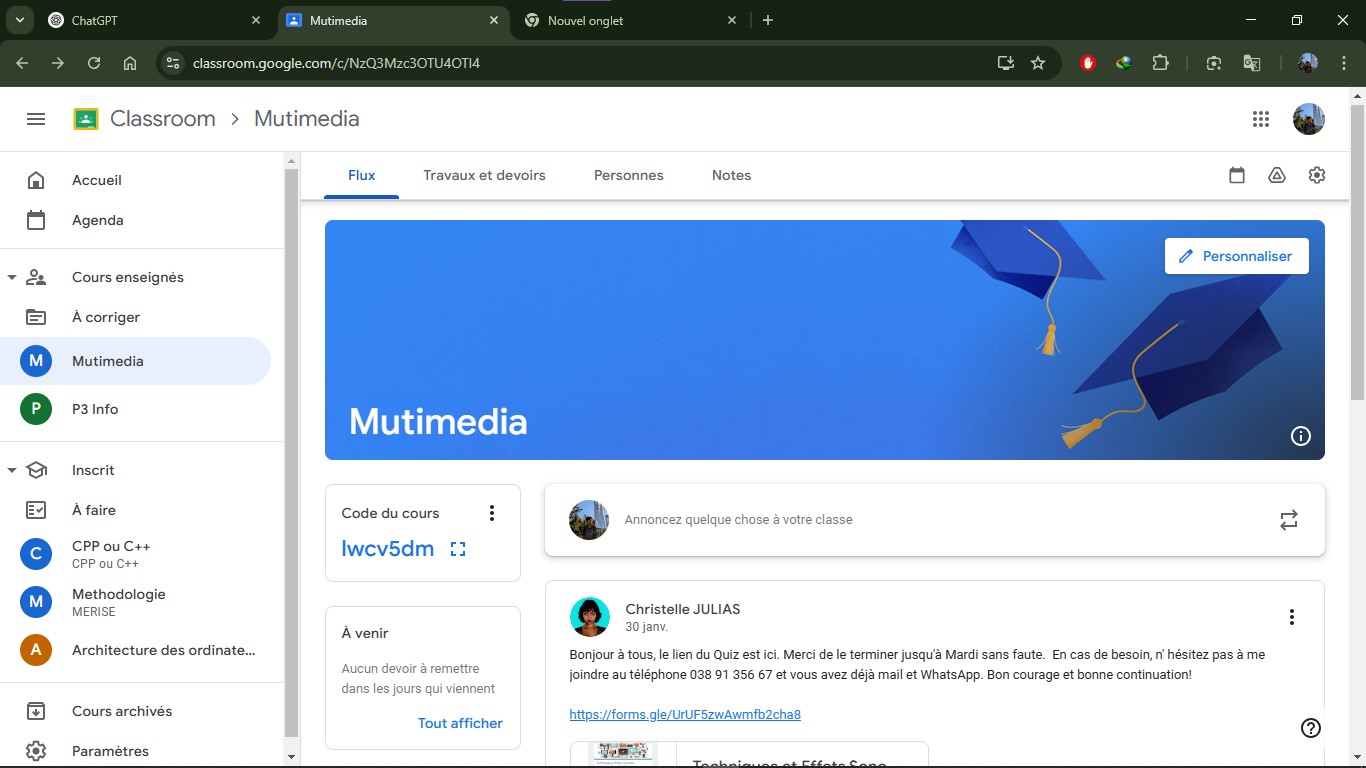 ChatGPT
Mutimedia
Nouvel onglet
classroom.google.com/c/NzQ3Mzc3OTU4OTI4
Classroom > Mutimedia
Accueil
Agenda
Cours enseignés
À corriger
M Mutimedia
P P3 Info
Inscrit
À faire
C CPP ou C++
CPP ou C++
M Methodologie
MERISE
A Architecture des ordinate...
Cours archivés
Paramètres
Flux Travaux et devoirs Personnes Notes
Personnaliser
Mutimedia
Code du cours
lwcv5dm
À venir
Aucun devoir à remettre
dans les jours qui viennent
Tout afficher
Annoncez quelque chose à votre classe
Christelle JULIAS
30 janv.
Bonjour à tous, le lien du Quiz est ici. Merci de le terminer jusqu'à Mardi sans faute. En cas de besoin, n' hésitez pas à me
joindre au téléphone 038 91 356 67 et vous avez déjà mail et WhatsApp. Bon courage et bonne continuation!
https://forms.gle/UrUF5zwAwmfb2cha8
Techniques et Effets Sono